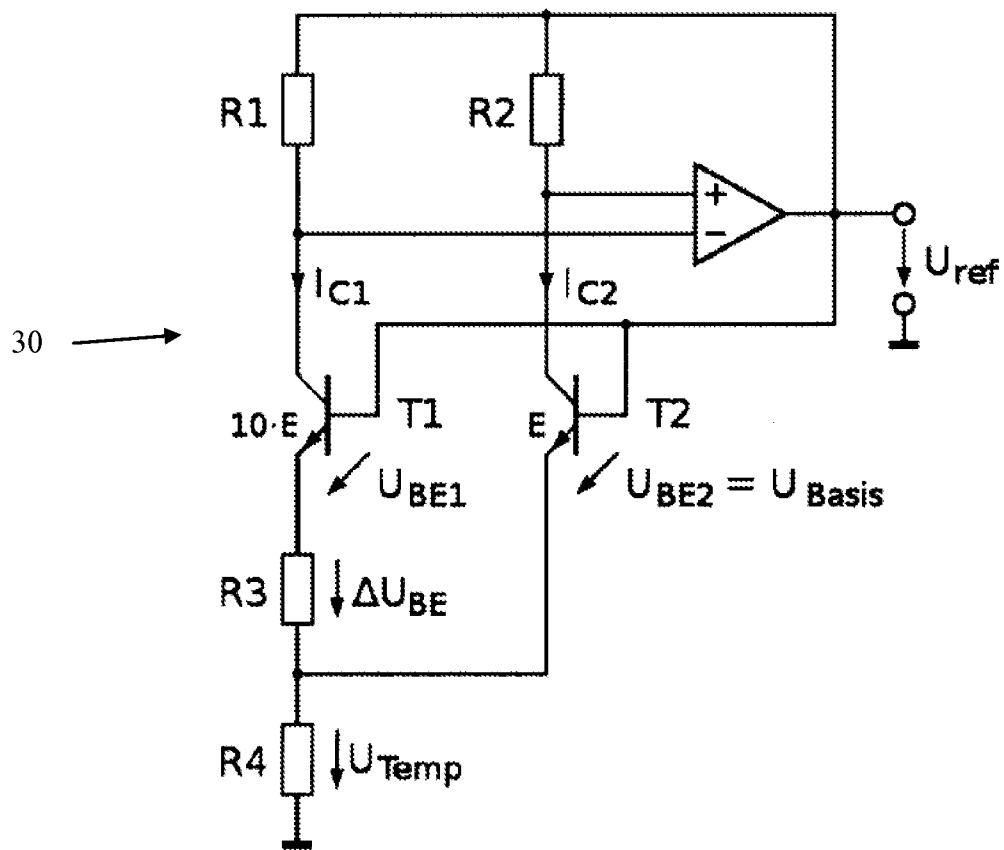 R1
R2
+
−
U_ref
I_C1
I_C2
30
10·E
T1
E
T2
U_BE1
U_BE2 = U_Basis
R3
ΔU_BE
R4
U_Temp